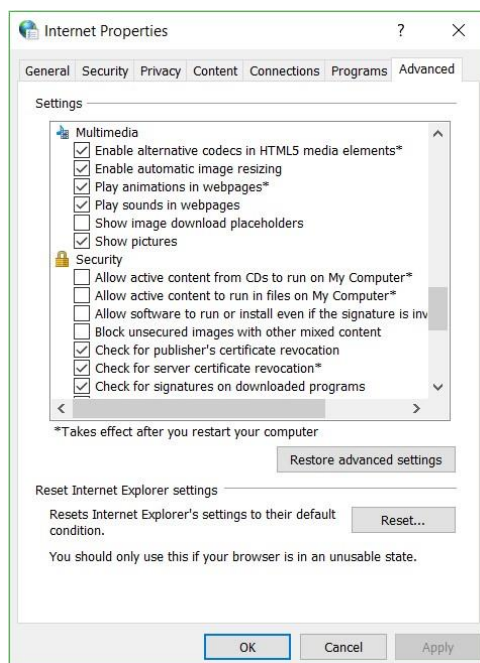 Internet Properties ? X
General Security Privacy Content Connections Programs Advanced
Settings
Multimedia
Enable alternative codecs in HTML5 media elements*
Enable automatic image resizing
Play animations in webpages*
Play sounds in webpages
Show image download placeholders
Show pictures
Security
Allow active content from CDs to run on My Computer*
Allow active content to run in files on My Computer*
Allow software to run or install even if the signature is inv
Block unsecured images with other mixed content
Check for publisher's certificate revocation
Check for server certificate revocation*
Check for signatures on downloaded programs
*Takes effect after you restart your computer
Restore advanced settings
Reset Internet Explorer settings
Resets Internet Explorer's settings to their default
condition.
Reset...
You should only use this if your browser is in an unusable state.
OK Cancel Apply